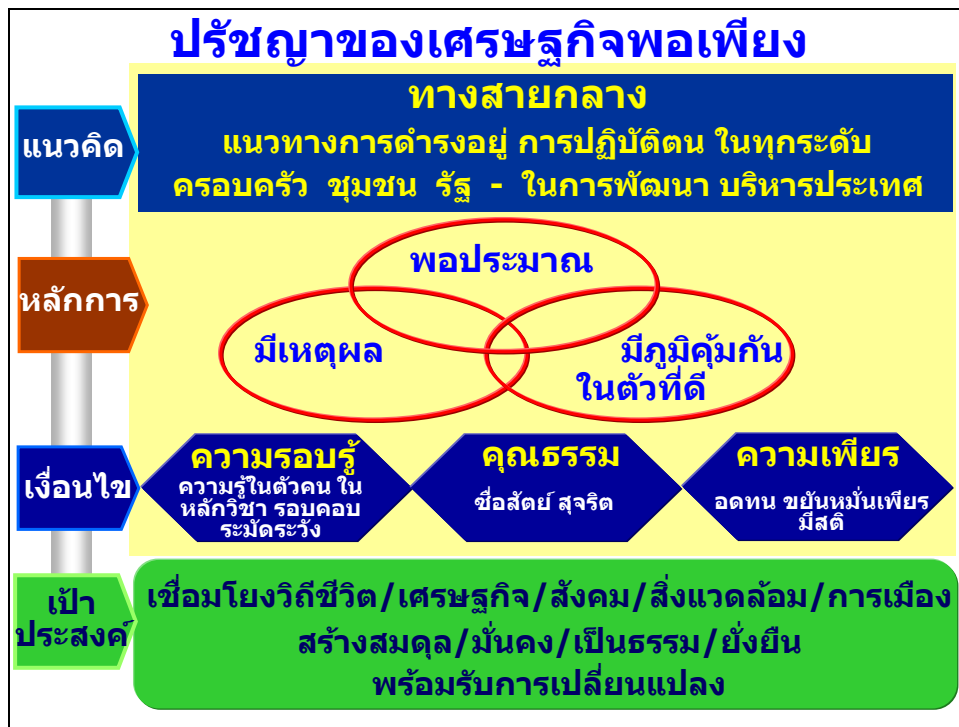 ปรัชญาของเศรษฐกิจพอเพียง
แนวคิด
ทางสายกลาง
แนวทางการดำรงอยู่ การปฏิบัติตน ในทุกระดับ
ครอบครัว ชุมชน รัฐ - ในการพัฒนา บริหารประเทศ
หลักการ
พอประมาณ
มีเหตุผล
มีภูมิคุ้มกัน
ในตัวที่ดี
เงื่อนไข
ความรอบรู้
ความรู้ในตัวคน ใน
หลักวิชา รอบคอบ
ระมัดระวัง
คุณธรรม
ซื่อสัตย์ สุจริต
ความเพียร
อดทน ขยันหมั่นเพียร
มีสติ
เป้า
ประสงค์
เชื่อมโยงวิถีชีวิต/เศรษฐกิจ/สังคม/สิ่งแวดล้อม/การเมือง
สร้างสมดุล/มั่นคง/เป็นธรรม/ยั่งยืน
พร้อมรับการเปลี่ยนแปลง